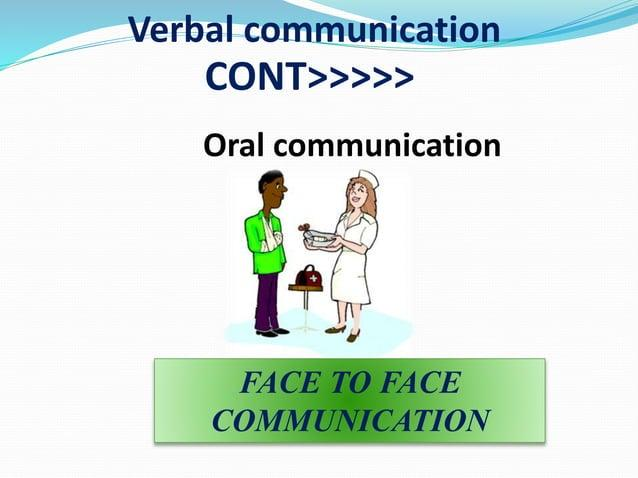 Verbal communication
CONT>>>>>
Oral communication
FACE TO FACE
COMMUNICATION